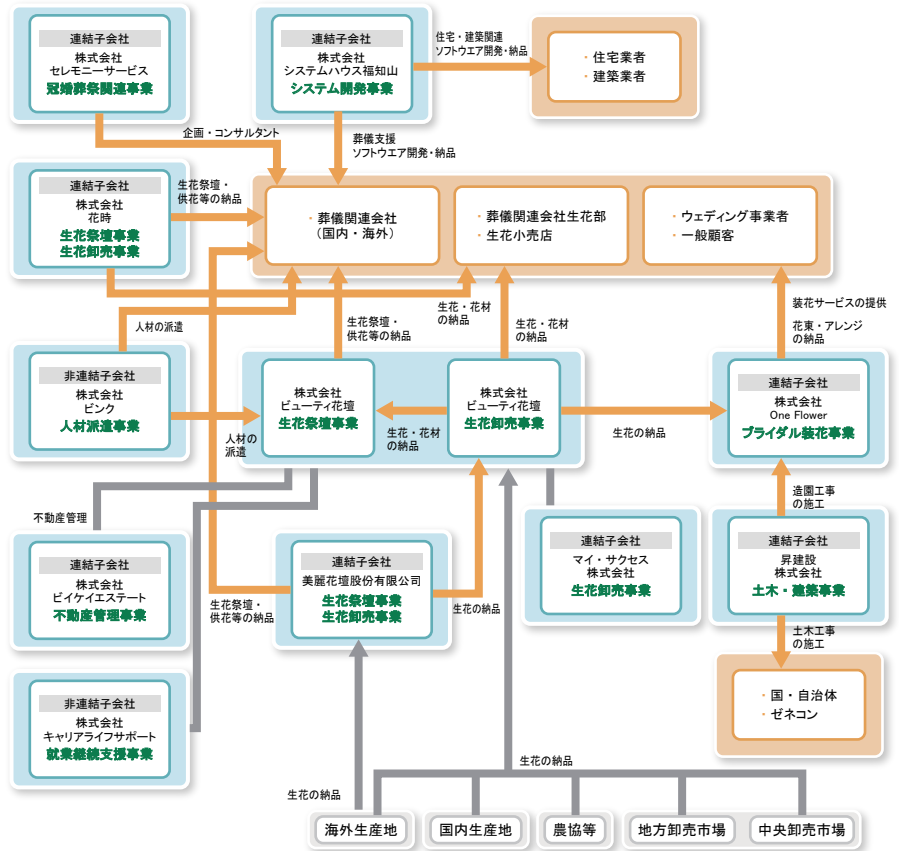 連結子会社
株式会社
セレモニーサービス
冠婚葬祭関連事業
連結子会社
株式会社
システムハウス福知山
システム開発事業
住宅・建築関連
ソフトウエア開発・納品
・住宅業者
・建築業者
企画・コンサルタント
葬儀支援
ソフトウエア開発・納品
連結子会社
株式会社
花時
生花祭壇事業
生花卸売事業
生花祭壇・
供花等の納品
・葬儀関連会社
（国内・海外）
・葬儀関連会社生花部
・生花小売店
・ウェディング事業者
・一般顧客
人材の派遣
生花祭壇・
供花等の納品
生花・花材
の納品
生花・花材
の納品
装花サービスの提供
花束・アレンジ
の納品
非連結子会社
株式会社
ビンク
人材派遣事業
人材の
派遣
株式会社
ビューティ花壇
生花祭壇事業
生花・花材
の納品
株式会社
ビューティ花壇
生花卸売事業
生花の納品
連結子会社
株式会社
One Flower
ブライダル装花事業
造園工事
の施工
不動産管理
連結子会社
株式会社
ビイケイエステート
不動産管理事業
生花祭壇・
供花等の納品
連結子会社
美麗花壇股份有限公司
生花祭壇事業
生花卸売事業
生花の納品
連結子会社
マイ・サクセス
株式会社
生花卸売事業
連結子会社
昇建設
株式会社
土木・建築事業
土木工事
の施工
・国・自治体
・ゼネコン
非連結子会社
株式会社
キャリアライフサポート
就業継続支援事業
生花の納品
生花の納品
海外生産地
国内生産地
農協等
地方卸売市場
中央卸売市場